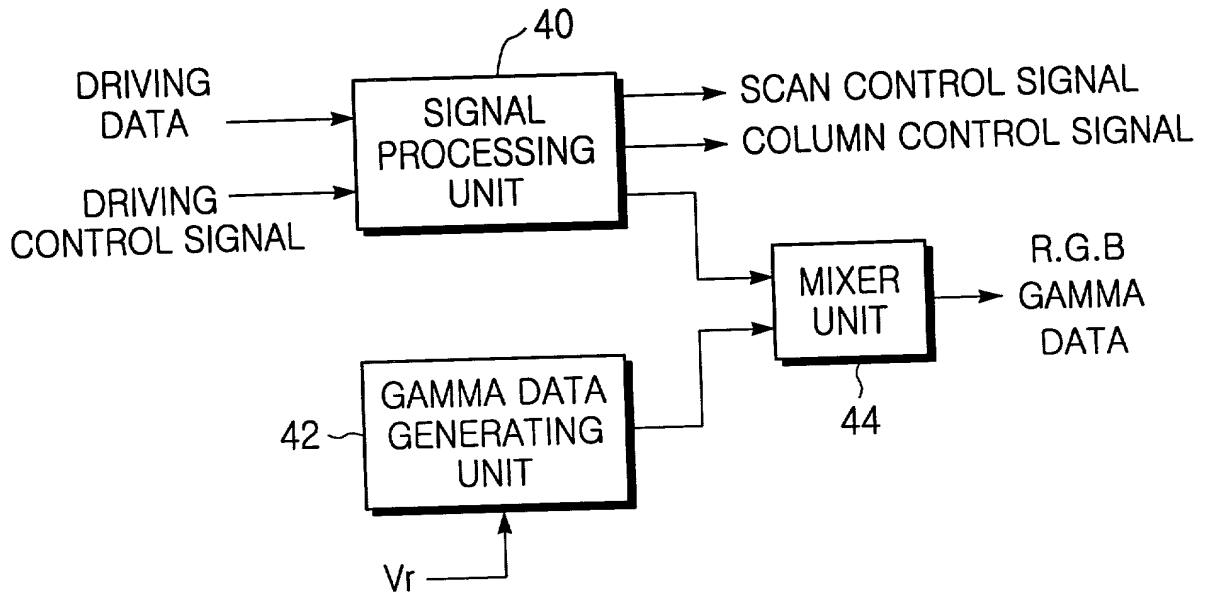 40
DRIVING
DATA
SIGNAL
PROCESSING
UNIT
SCAN CONTROL SIGNAL
COLUMN CONTROL SIGNAL
DRIVING
CONTROL SIGNAL
MIXER
UNIT
44
R.G.B
GAMMA
DATA
42
GAMMA DATA
GENERATING
UNIT
Vr